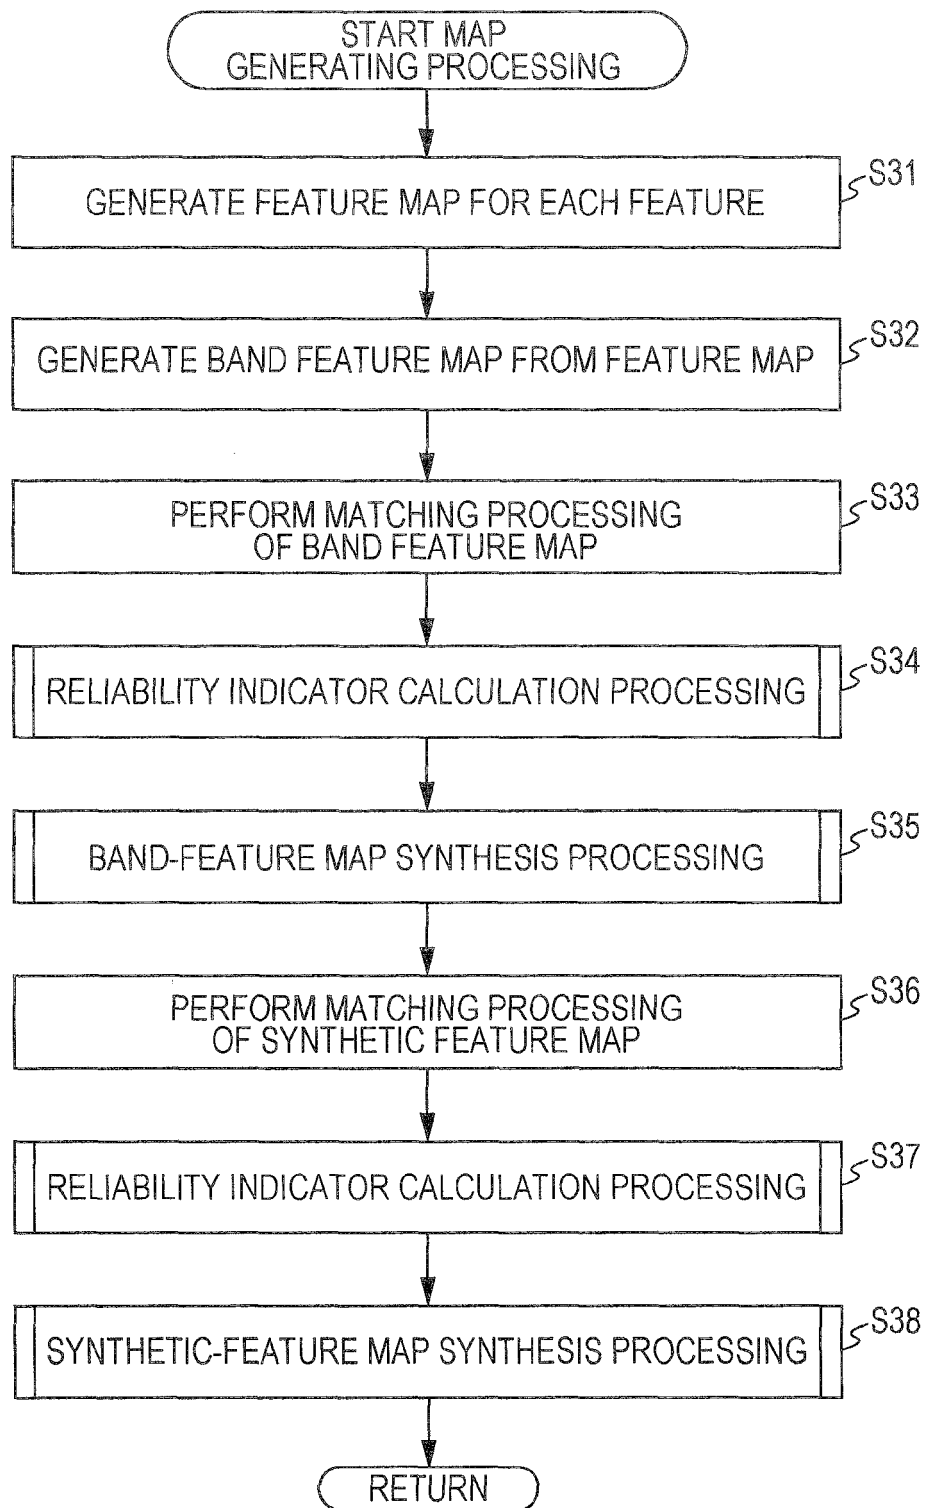 START MAP
GENERATING PROCESSING
GENERATE FEATURE MAP FOR EACH FEATURE
S31
GENERATE BAND FEATURE MAP FROM FEATURE MAP
S32
PERFORM MATCHING PROCESSING
OF BAND FEATURE MAP
S33
RELIABILITY INDICATOR CALCULATION PROCESSING
S34
BAND-FEATURE MAP SYNTHESIS PROCESSING
S35
PERFORM MATCHING PROCESSING
OF SYNTHETIC FEATURE MAP
S36
RELIABILITY INDICATOR CALCULATION PROCESSING
S37
SYNTHETIC-FEATURE MAP SYNTHESIS PROCESSING
S38
RETURN